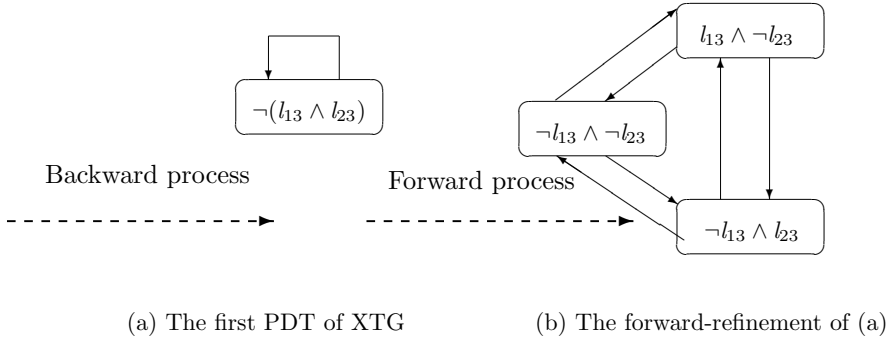 l₁₃ ∧ ¬l₂₃
¬(l₁₃ ∧ l₂₃)
¬l₁₃ ∧ ¬l₂₃
Backward process
Forward process
¬l₁₃ ∧ l₂₃
(a) The first PDT of XTG
(b) The forward-refinement of (a)